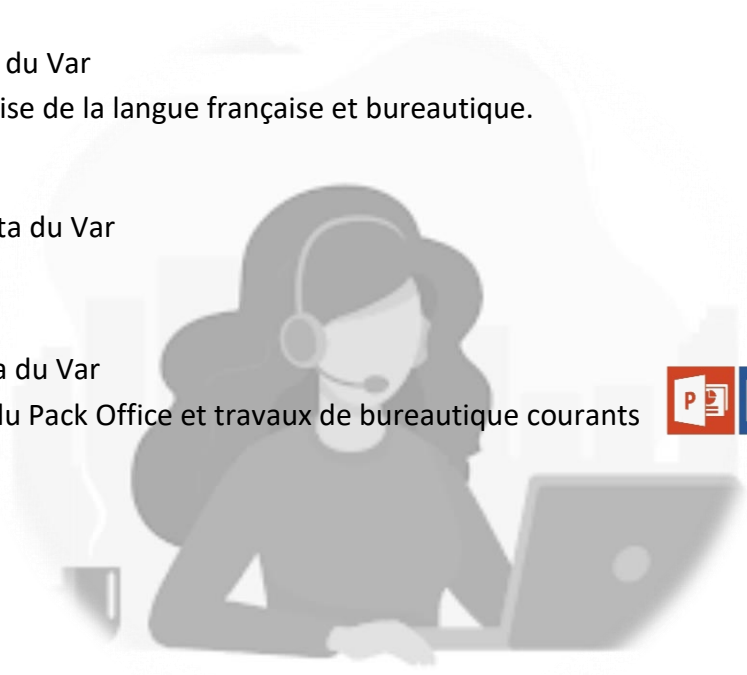 du Var
ise de la langue française et bureautique.
ta du Var
a du Var
du Pack Office et travaux de bureautique courants
P